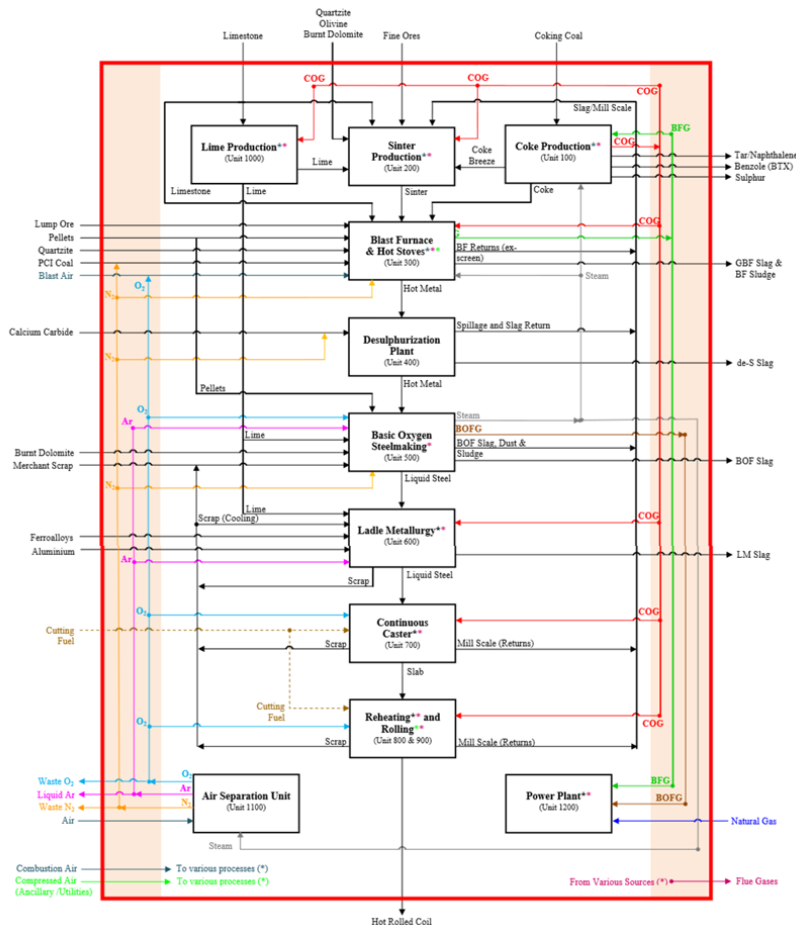 Quartzite
Olivine
Burnt Dolomite
Limestone
Fine Ores
Coking Coal
COG
COG
COG
Slag/Mill Scale
BFG
Lime Production**
(Unit 1000)
Sinter
Production**
(Unit 200)
Coke Production**
(Unit 100)
COG
Lime
Coke
Breeze
Tar/Naphthalene
Benzole (BTX)
Sulphur
Limestone
Lime
Sinter
Coke
Lump Ore
Pellets
Quartzite
PCI Coal
Blast Air
O2
N2
Blast Furnace
& Hot Stoves***
(Unit 300)
COG
BF Returns (ex-
screen)
Steam
GBF Slag &
BF Sludge
Hot Metal
Calcium Carbide
N2
Desulphurization
Plant
(Unit 400)
Spillage and Slag Return
de-S Slag
Hot Metal
Pellets
O2
Ar
Lime
Burnt Dolomite
Merchant Scrap
N2
Basic Oxygen
Steelmaking*
(Unit 500)
Steam
BOFG
BOF Slag, Dust &
Sludge
BOF Slag
Liquid Steel
Lime
Scrap (Cooling)
Ferroalloys
Aluminium
Ar
Ladle Metallurgy**
(Unit 600)
COG
LM Slag
Scrap
Liquid Steel
O2
Cutting
Fuel
Continuous
Caster**
(Unit 700)
COG
Scrap
Mill Scale (Returns)
Slab
Cutting
Fuel
O2
Reheating** and
Rolling**
(Unit 800 & 900)
COG
Scrap
Mill Scale (Returns)
Waste O2
Liquid Ar
Waste N2
Air
O2
Ar
N2
Air Separation Unit
(Unit 1100)
Power Plant**
(Unit 1200)
BFG
BOFG
Natural Gas
Steam
Combustion Air
To various processes (*)
Compressed Air
(Ancillary /Utilities)
To various processes (*)
From Various Sources (*)
Flue Gases
Hot Rolled Coil